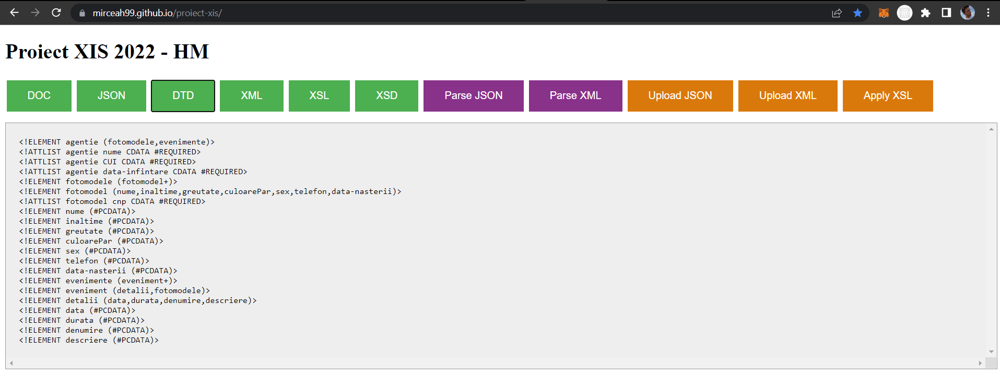 mirceah99.github.io/proiect-xis/
Proiect XIS 2022 - HM
DOC JSON DTD XML XSL XSD Parse JSON Parse XML Upload JSON Upload XML Apply XSL
<!ELEMENT agentie (fotomodele,evenimente)>
<!ATTLIST agentie nume CDATA #REQUIRED>
<!ATTLIST agentie CUI CDATA #REQUIRED>
<!ATTLIST agentie data-infintare CDATA #REQUIRED>
<!ELEMENT fotomodele (fotomodel+)>
<!ELEMENT fotomodel (nume,inaltime,greutate,culoarePar,sex,telefon,data-nasterii)>
<!ATTLIST fotomodel cnp CDATA #REQUIRED>
<!ELEMENT nume (#PCDATA)>
<!ELEMENT inaltime (#PCDATA)>
<!ELEMENT greutate (#PCDATA)>
<!ELEMENT culoarePar (#PCDATA)>
<!ELEMENT sex (#PCDATA)>
<!ELEMENT telefon (#PCDATA)>
<!ELEMENT data-nasterii (#PCDATA)>
<!ELEMENT evenimente (eveniment+)>
<!ELEMENT eveniment (detalii,fotomodele)>
<!ELEMENT detalii (data,durata,denumire,descriere)>
<!ELEMENT data (#PCDATA)>
<!ELEMENT durata (#PCDATA)>
<!ELEMENT denumire (#PCDATA)>
<!ELEMENT descriere (#PCDATA)>